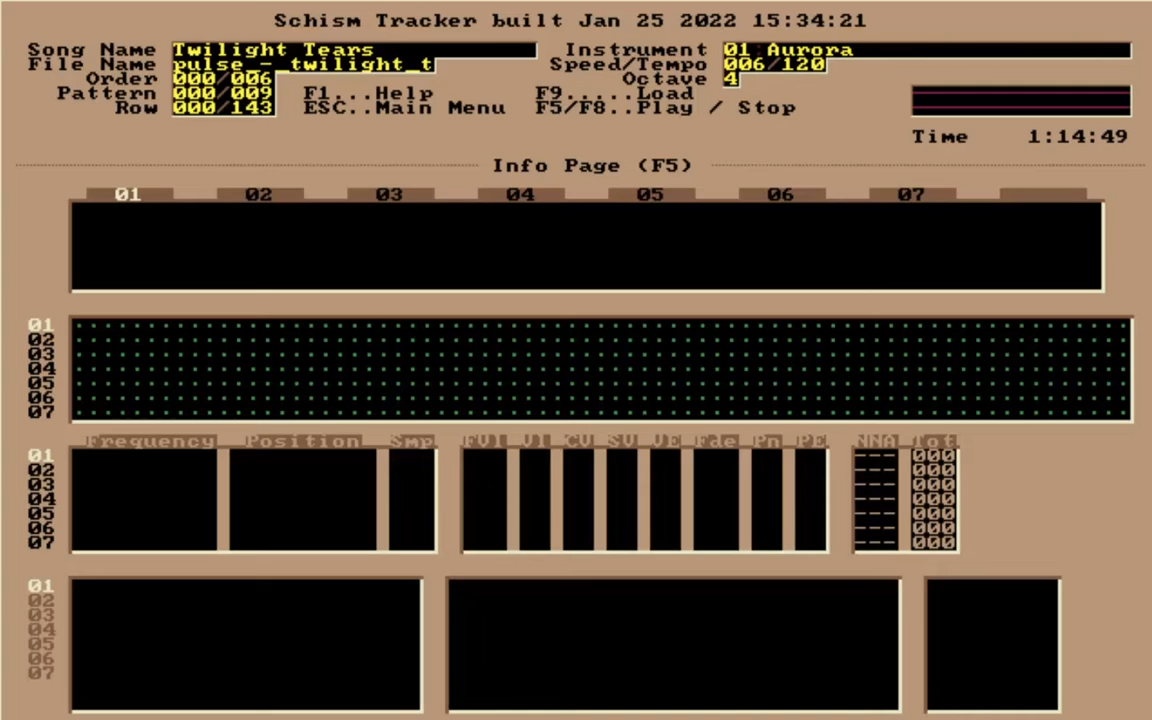 Schism Tracker built Jan 25 2022 15:34:21
Song Name Twilight Tears Instrument 01 Aurora
File Name pulse_-_twilight_t Speed/Tempo 006/120
Order 000/006 Octave 4
Pattern 000/009 F1...Help F9.....Load
Row 000/143 ESC..Main Menu F5/F8..Play / Stop
Time 1:14:49
Info Page (F5)
01 02 03 04 05 06 07
01
02
03
04
05
06
07
Frequency Position Smp FVl Vl CV SV VE Fde Pn PE NNA Tot
01 --- 000
02 --- 000
03 --- 000
04 --- 000
05 --- 000
06 --- 000
07 --- 000
01
02
03
04
05
06
07